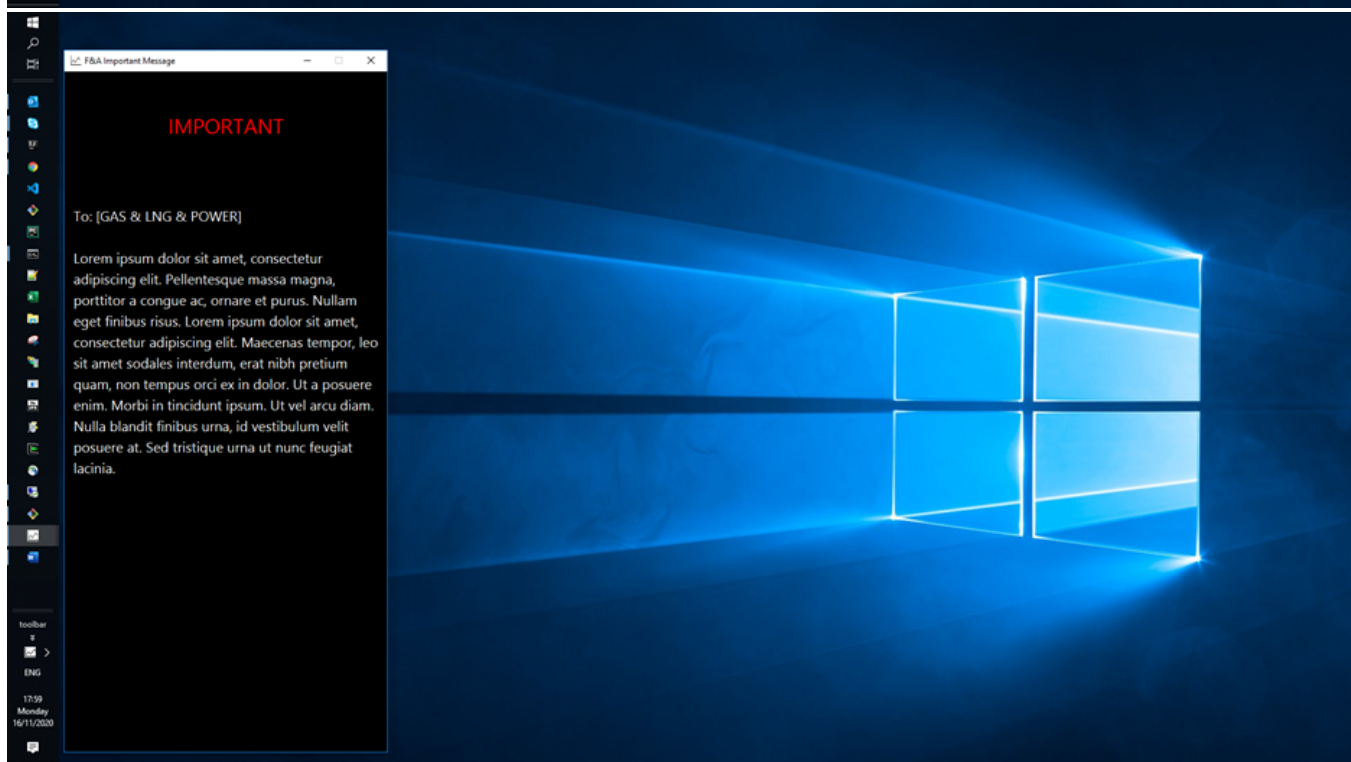 F&A Important Message
IMPORTANT
To: [GAS & LNG & POWER]
Lorem ipsum dolor sit amet, consectetur
adipiscing elit. Pellentesque massa magna,
porttitor a congue ac, ornare et purus. Nullam
eget finibus risus. Lorem ipsum dolor sit amet,
consectetur adipiscing elit. Maecenas tempor, leo
sit amet sodales interdum, erat nibh pretium
quam, non tempus orci ex in dolor. Ut a posuere
enim. Morbi in tincidunt ipsum. Ut vel arcu diam.
Nulla blandit finibus urna, id vestibulum velit
posuere at. Sed tristique urna ut nunc feugiat
lacinia.
toolbar
ENG
17:59
Monday
16/11/2020